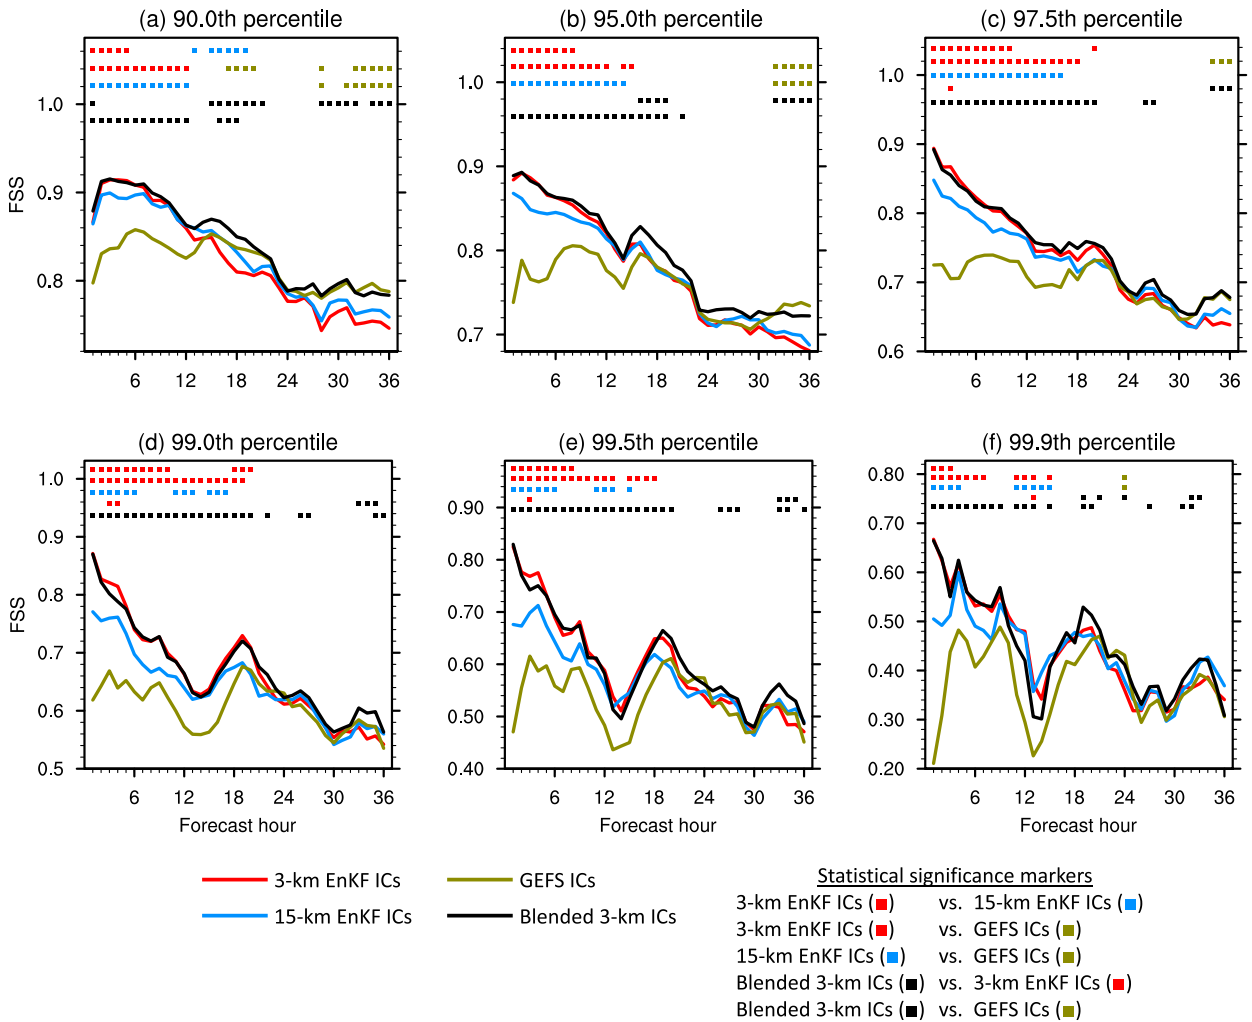 (a) 90.0th percentile
(b) 95.0th percentile
(c) 97.5th percentile
FSS
1.0
0.9
0.8
6 12 18 24 30 36
1.0
0.9
0.8
0.7
6 12 18 24 30 36
1.0
0.9
0.8
0.7
0.6
6 12 18 24 30 36
(d) 99.0th percentile
(e) 99.5th percentile
(f) 99.9th percentile
FSS
1.0
0.9
0.8
0.7
0.6
0.5
6 12 18 24 30 36
Forecast hour
0.90
0.80
0.70
0.60
0.50
0.40
6 12 18 24 30 36
Forecast hour
0.80
0.70
0.60
0.50
0.40
0.30
0.20
6 12 18 24 30 36
Forecast hour
3-km EnKF ICs
GEFS ICs
15-km EnKF ICs
Blended 3-km ICs
Statistical significance markers
3-km EnKF ICs (■) vs. 15-km EnKF ICs (■)
3-km EnKF ICs (■) vs. GEFS ICs (■)
15-km EnKF ICs (■) vs. GEFS ICs (■)
Blended 3-km ICs (■) vs. 3-km EnKF ICs (■)
Blended 3-km ICs (■) vs. GEFS ICs (■)